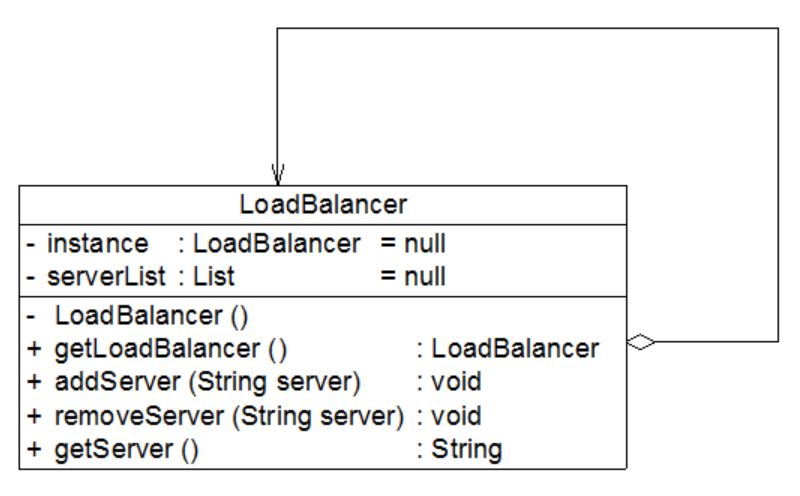 LoadBalancer
- instance : LoadBalancer = null
- serverList : List = null
- LoadBalancer ()
+ getLoadBalancer () : LoadBalancer
+ addServer (String server) : void
+ removeServer (String server) : void
+ getServer () : String